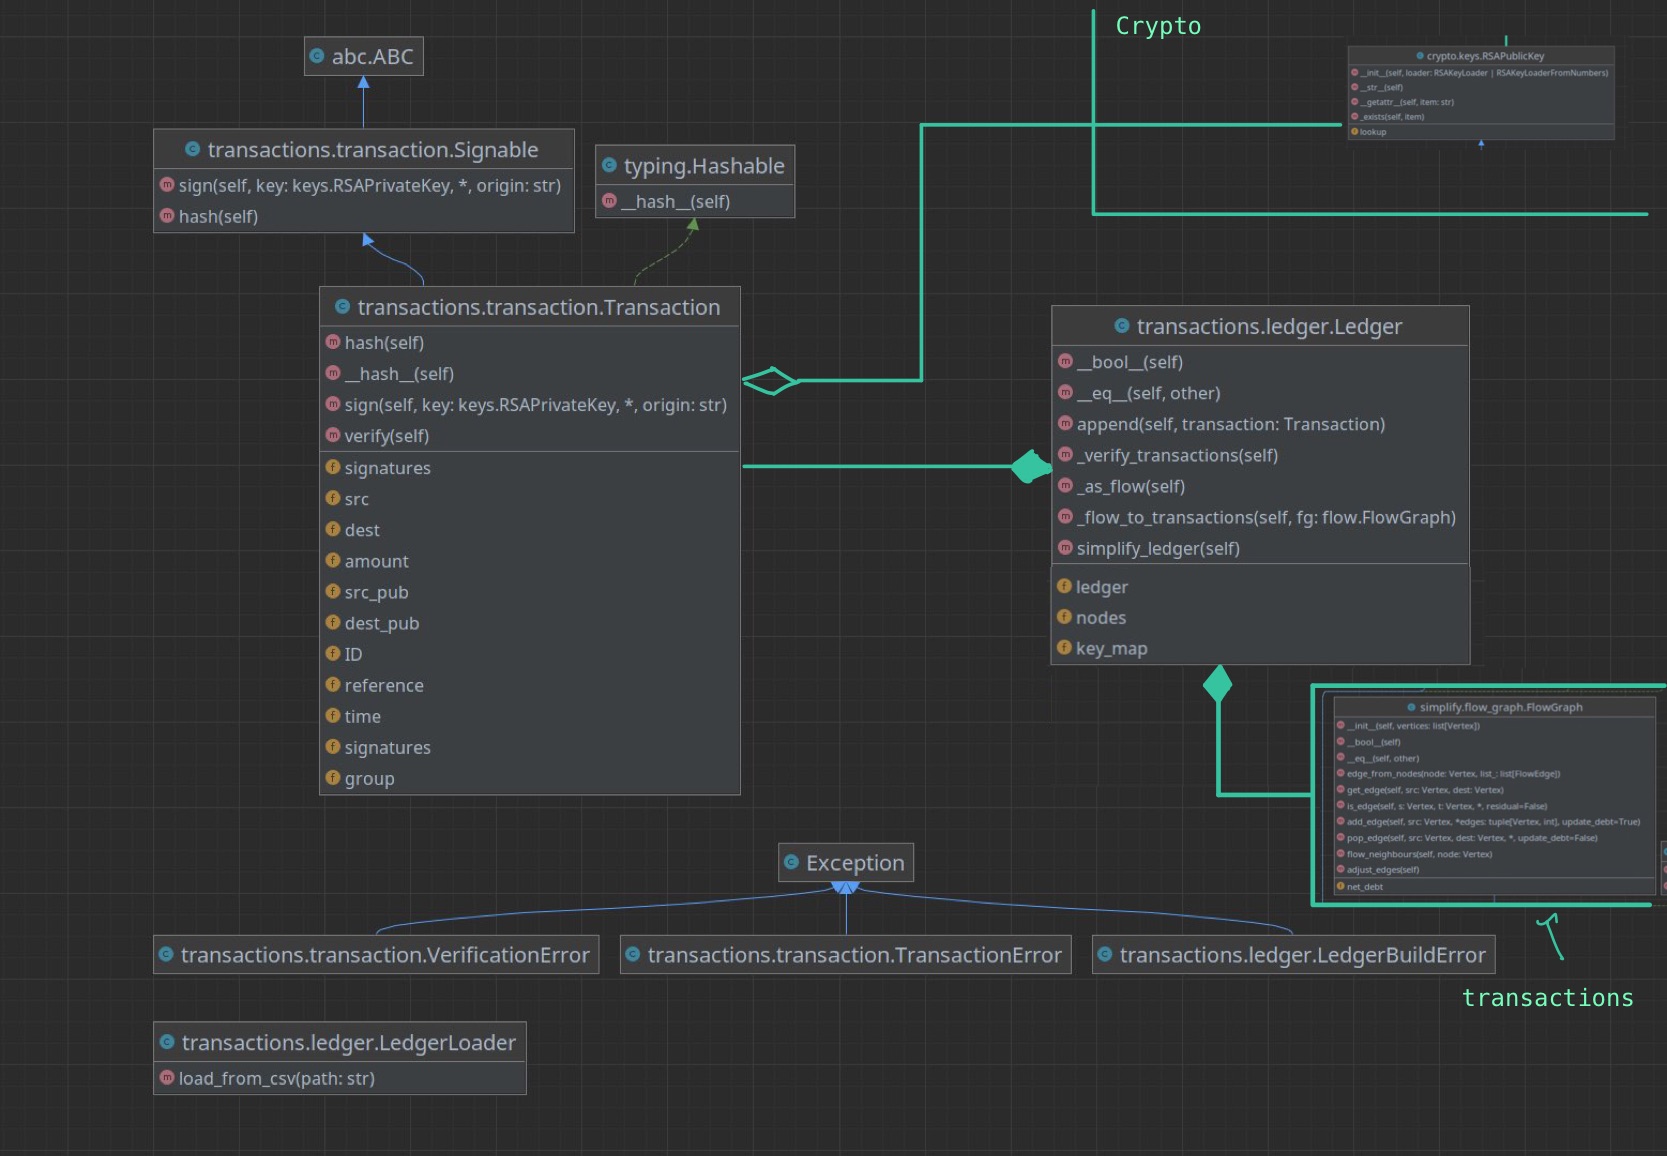 Crypto
abc.ABC
transactions.transaction.Signable
sign(self, key: keys.RSAPrivateKey, *, origin: str)
hash(self)
typing.Hashable
__hash__(self)
crypto.keys.RSAPublicKey
__init__(self, loader: RSAKeyLoader | RSAKeyLoaderFromNumbers)
__str__(self)
__getattr__(self, item: str)
_exists(self, item)
lookup
transactions.transaction.Transaction
hash(self)
__hash__(self)
sign(self, key: keys.RSAPrivateKey, *, origin: str)
verify(self)
signatures
src
dest
amount
src_pub
dest_pub
ID
reference
time
signatures
group
transactions.ledger.Ledger
__bool__(self)
__eq__(self, other)
append(self, transaction: Transaction)
_verify_transactions(self)
_as_flow(self)
_flow_to_transactions(self, fg: flow.FlowGraph)
simplify_ledger(self)
ledger
nodes
key_map
simplify.flow_graph.FlowGraph
__init__(self, vertices: list[Vertex])
__bool__(self)
__eq__(self, other)
edge_from_nodes(node: Vertex, list_: list[FlowEdge])
get_edge(self, src: Vertex, dest: Vertex)
is_edge(self, s: Vertex, t: Vertex, *, residual=False)
add_edge(self, src: Vertex, *edges: tuple[Vertex, int], update_debt=True)
pop_edge(self, src: Vertex, dest: Vertex, *, update_debt=False)
flow_neighbours(self, node: Vertex)
adjust_edges(self)
net_debt
Exception
transactions.transaction.VerificationError
transactions.transaction.TransactionError
transactions.ledger.LedgerBuildError
transactions
transactions.ledger.LedgerLoader
load_from_csv(path: str)